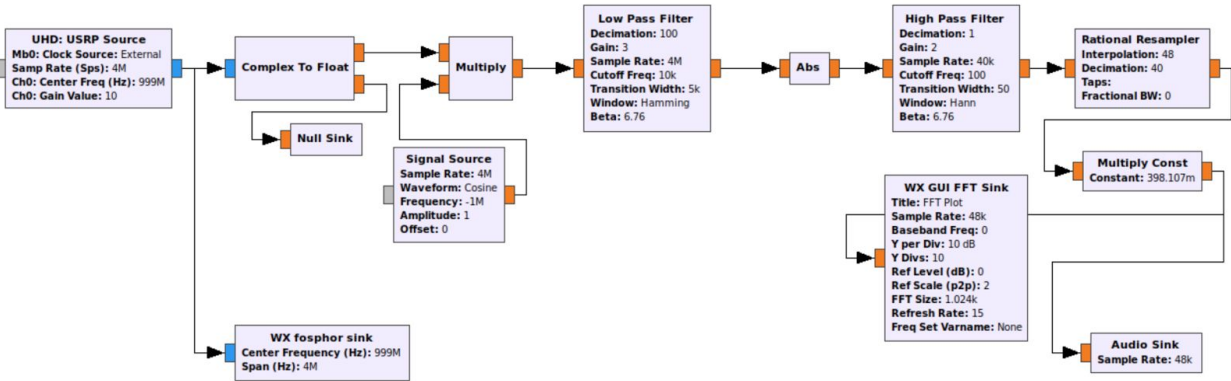 UHD: USRP Source
Mb0: Clock Source: External
Samp Rate (Sps): 4M
Ch0: Center Freq (Hz): 999M
Ch0: Gain Value: 10
Complex To Float
Null Sink
Multiply
Signal Source
Sample Rate: 4M
Waveform: Cosine
Frequency: -1M
Amplitude: 1
Offset: 0
Low Pass Filter
Decimation: 100
Gain: 3
Sample Rate: 4M
Cutoff Freq: 10k
Transition Width: 5k
Window: Hamming
Beta: 6.76
Abs
High Pass Filter
Decimation: 1
Gain: 2
Sample Rate: 40k
Cutoff Freq: 100
Transition Width: 50
Window: Hann
Beta: 6.76
Rational Resampler
Interpolation: 48
Decimation: 40
Taps:
Fractional BW: 0
Multiply Const
Constant: 398.107m
WX GUI FFT Sink
Title: FFT Plot
Sample Rate: 48k
Baseband Freq: 0
Y per Div: 10 dB
Y Divs: 10
Ref Level (dB): 0
Ref Scale (p2p): 2
FFT Size: 1.024k
Refresh Rate: 15
Freq Set Varname: None
Audio Sink
Sample Rate: 48k
WX fosphor sink
Center Frequency (Hz): 999M
Span (Hz): 4M